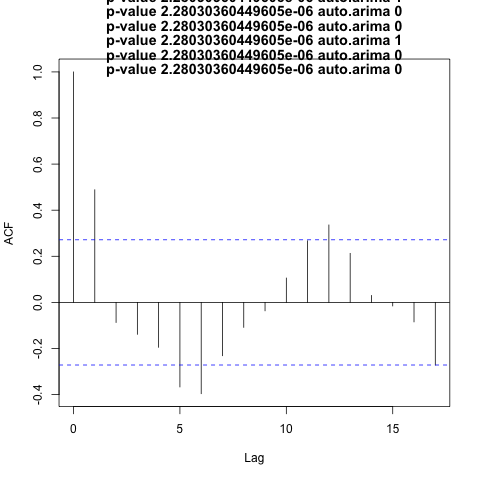 p-value 2.28030360449605e-06 auto.arima 0
p-value 2.28030360449605e-06 auto.arima 0
p-value 2.28030360449605e-06 auto.arima 1
p-value 2.28030360449605e-06 auto.arima 0
p-value 2.28030360449605e-06 auto.arima 0
1.0
0.8
0.6
0.4
0.2
0.0
-0.2
-0.4
ACF
0 5 10 15
Lag